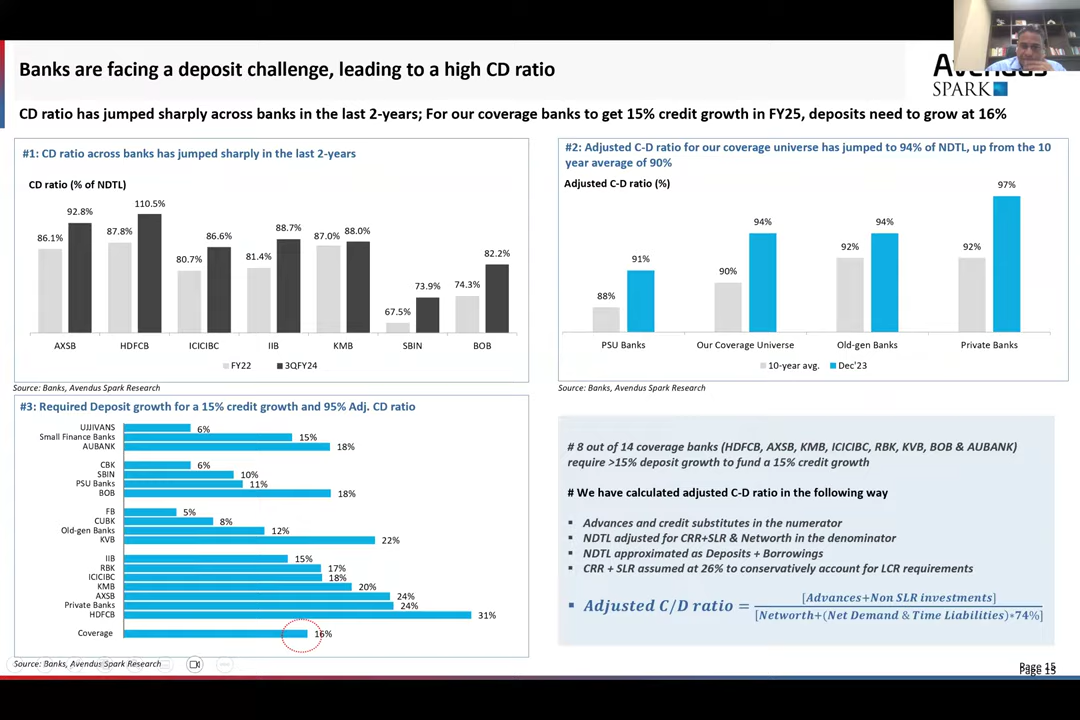 Banks are facing a deposit challenge, leading to a high CD ratio
Avendus
SPARK
CD ratio has jumped sharply across banks in the last 2-years; For our coverage banks to get 15% credit growth in FY25, deposits need to grow at 16%
#1: CD ratio across banks has jumped sharply in the last 2-years
CD ratio (% of NDTL)
86.1% 92.8% 87.8% 110.5% 80.7% 86.6% 81.4% 88.7% 87.0% 88.0% 67.5% 73.9% 74.3% 82.2%
AXSB HDFCB ICICIBC IIB KMB SBIN BOB
FY22 3QFY24
Source: Banks, Avendus Spark Research
#2: Adjusted C-D ratio for our coverage universe has jumped to 94% of NDTL, up from the 10
year average of 90%
Adjusted C-D ratio (%)
88% 91% 90% 94% 92% 94% 92% 97%
PSU Banks Our Coverage Universe Old-gen Banks Private Banks
10-year avg. Dec'23
Source: Banks, Avendus Spark Research
#3: Required Deposit growth for a 15% credit growth and 95% Adj. CD ratio
UJJIVANS 6%
Small Finance Banks 15%
AUBANK 18%
CBK 6%
SBIN 10%
PSU Banks 11%
BOB 18%
FB 5%
CUBK 8%
Old-gen Banks 12%
KVB 22%
IIB 15%
RBK 17%
ICICIBC 18%
KMB 20%
AXSB 24%
Private Banks 24%
HDFCB 31%
Coverage 16%
Source: Banks, Avendus Spark Research
# 8 out of 14 coverage banks (HDFCB, AXSB, KMB, ICICIBC, RBK, KVB, BOB & AUBANK)
require >15% deposit growth to fund a 15% credit growth
# We have calculated adjusted C-D ratio in the following way
▪ Advances and credit substitutes in the numerator
▪ NDTL adjusted for CRR+SLR & Networth in the denominator
▪ NDTL approximated as Deposits + Borrowings
▪ CRR + SLR assumed at 26% to conservatively account for LCR requirements
▪ Adjusted C/D ratio = [Advances+Non SLR investments]
[Networth+(Net Demand & Time Liabilities)*74%]
Page 15
Page 15